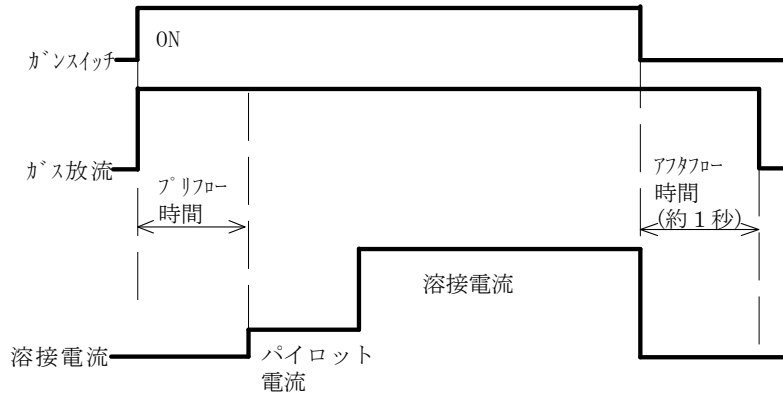 ON
ｶﾞﾝｽｲｯﾁ
ｶﾞｽ放流
ﾌﾟﾘﾌﾛｰ
時間
ｱﾌﾀﾌﾛｰ
時間
(約１秒)
溶接電流
溶接電流
パイロット
電流